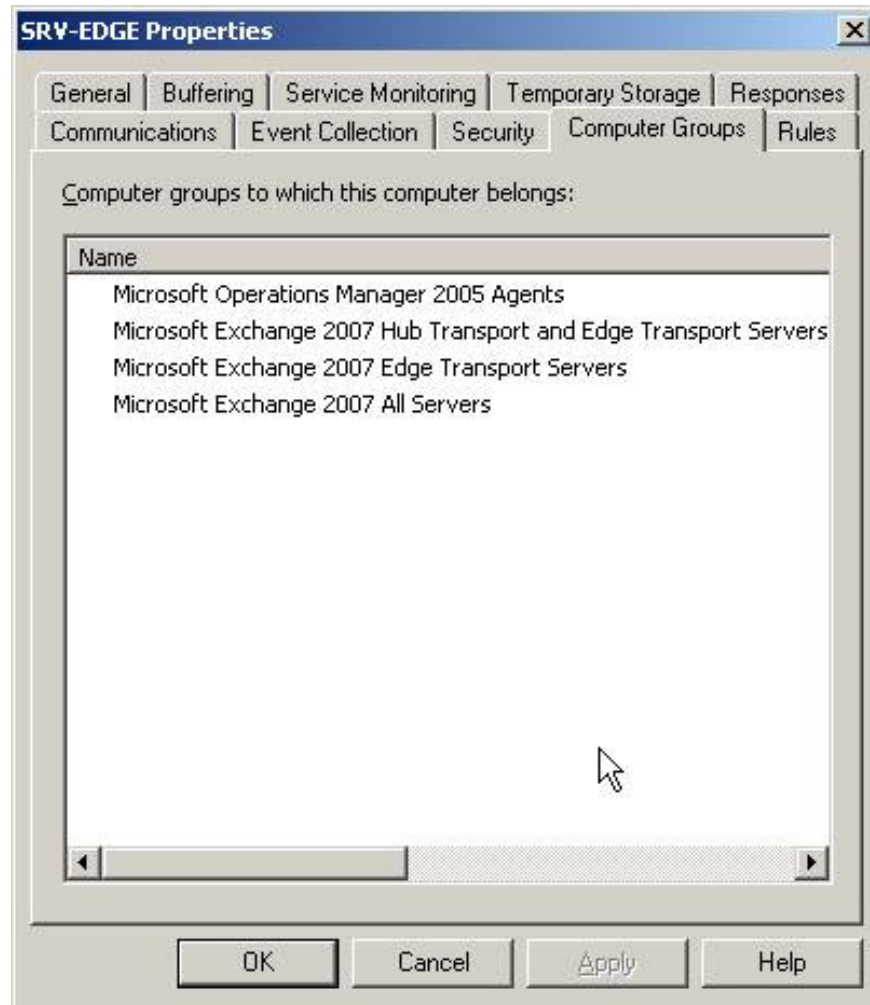 SRV-EDGE Properties
General Buffering Service Monitoring Temporary Storage Responses
Communications Event Collection Security Computer Groups Rules
Computer groups to which this computer belongs:
Name
Microsoft Operations Manager 2005 Agents
Microsoft Exchange 2007 Hub Transport and Edge Transport Servers
Microsoft Exchange 2007 Edge Transport Servers
Microsoft Exchange 2007 All Servers
OK Cancel Apply Help